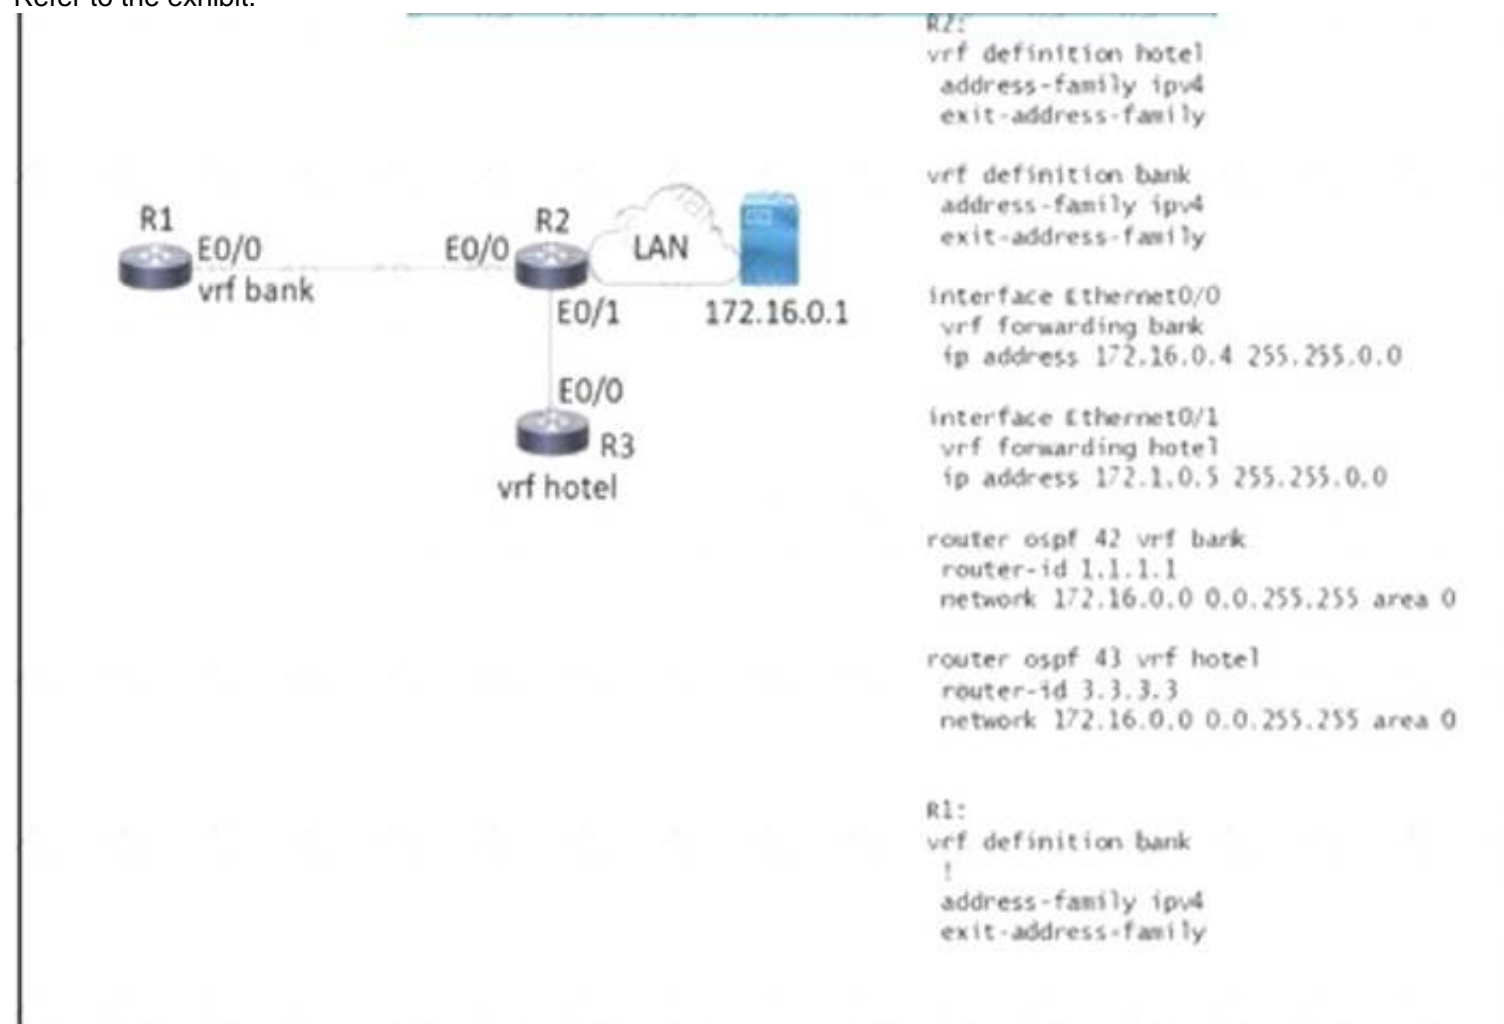 Refer to the exhibit.
R1
E0/0
vrf bank
E0/0
R2
LAN
E0/1
172.16.0.1
E0/0
R3
vrf hotel
R2:
vrf definition hotel
address-family ipv4
exit-address-family
vrf definition bank
address-family ipv4
exit-address-family
interface Ethernet0/0
vrf forwarding bank
ip address 172.16.0.4 255.255.0.0
interface Ethernet0/1
vrf forwarding hotel
ip address 172.1.0.5 255.255.0.0
router ospf 42 vrf bank
router-id 1.1.1.1
network 172.16.0.0 0.0.255.255 area 0
router ospf 43 vrf hotel
router-id 3.3.3.3
network 172.16.0.0 0.0.255.255 area 0
R1:
vrf definition bank
!
address-family ipv4
exit-address-family